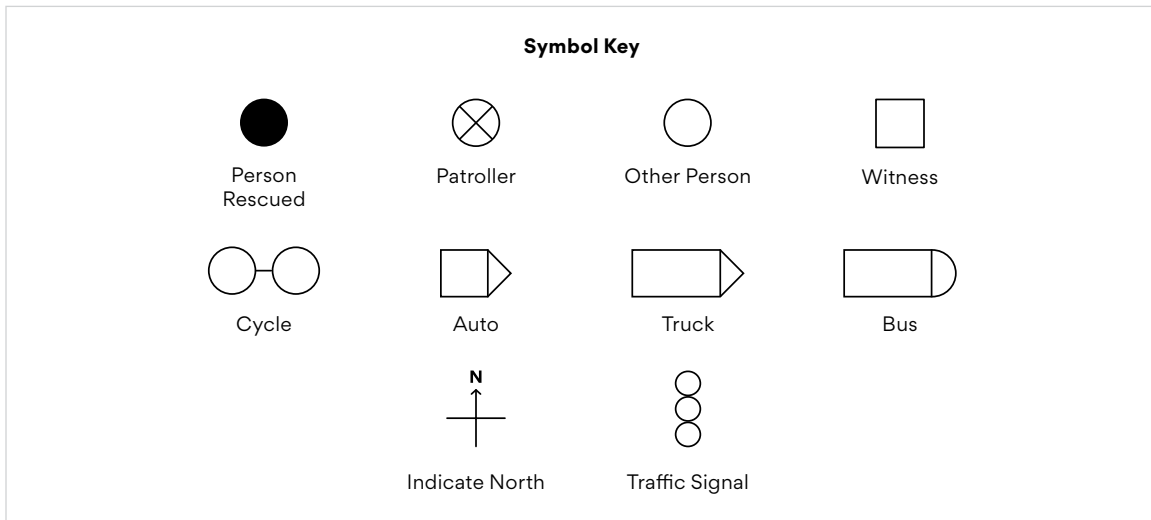 Symbol Key
Person
Rescued
Patroller
Other Person
Witness
Cycle
Auto
Truck
Bus
N
Indicate North
Traffic Signal